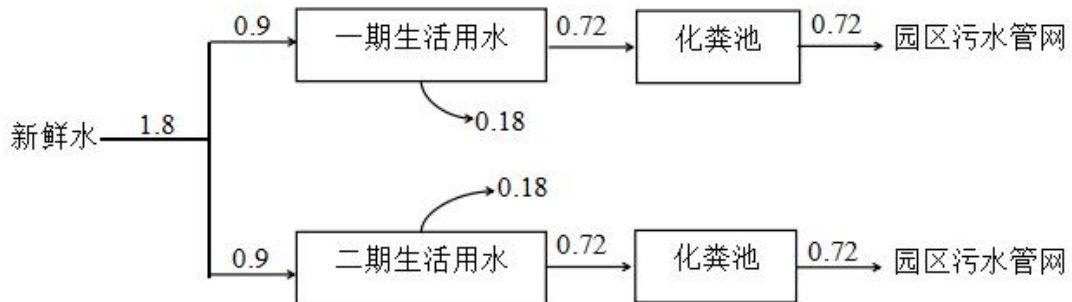 0.9 一期生活用水 0.72 化粪池 0.72 园区污水管网
0.18
新鲜水 1.8
0.18
0.9 二期生活用水 0.72 化粪池 0.72 园区污水管网